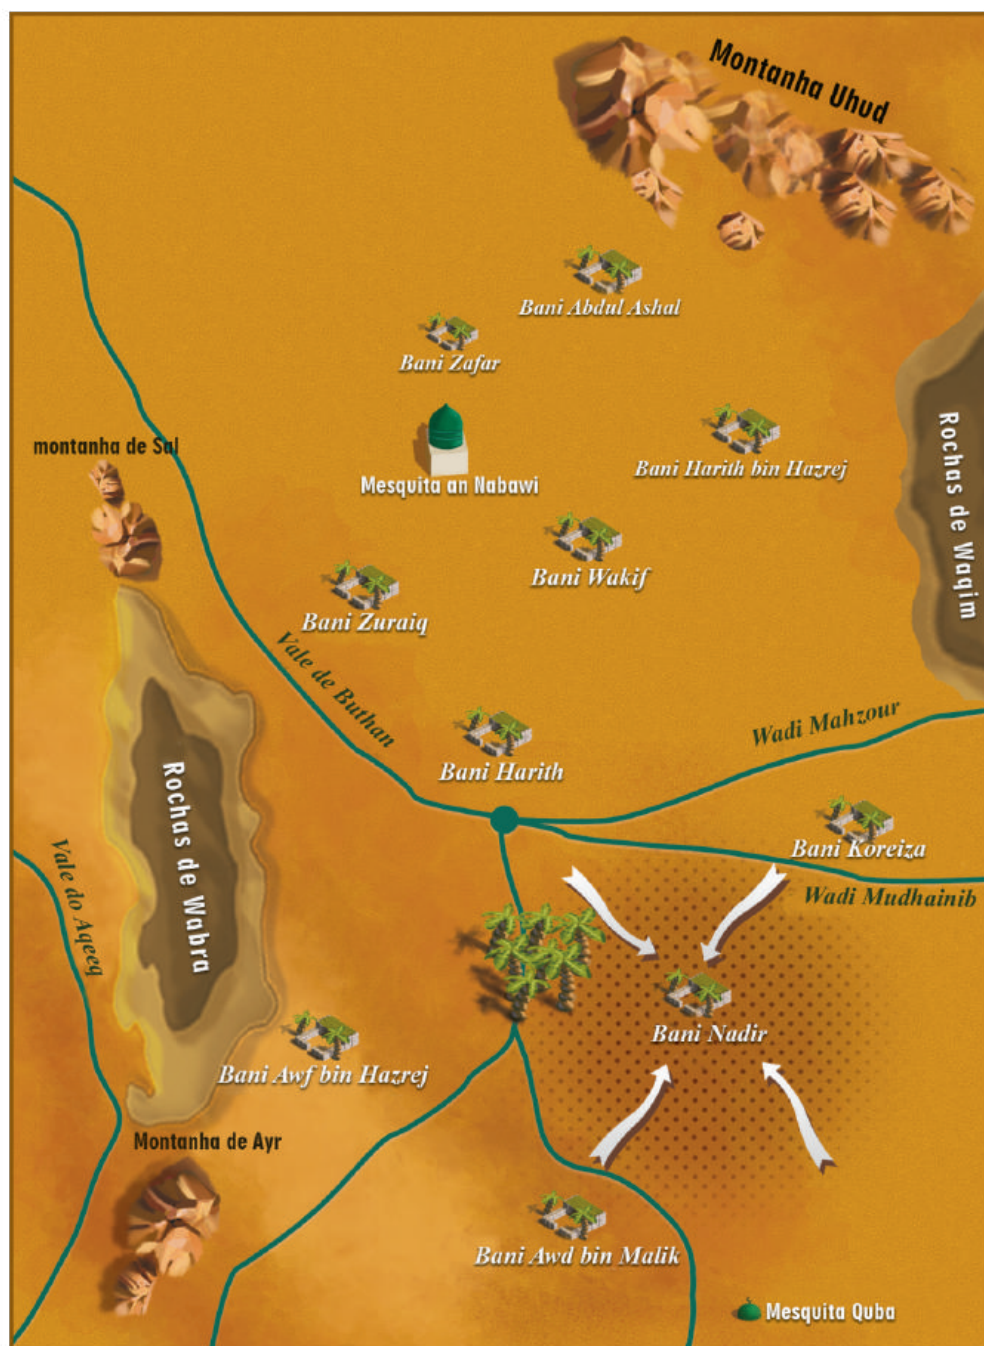 Montanha Uhud
Bani Abdul Ashal
Bani Zafar
montanha de Sal
Bani Harith bin Hazrej
Mesquita an Nabawi
Rochas de Waqim
Bani Wakif
Bani Zuraiq
Vale de Buthan
Wadi Mahzour
Bani Harith
Rochas de Wabra
Bani Koreiza
Vale do Aqeeq
Wadi Mudhainib
Bani Nadir
Bani Awf bin Hazrej
Montanha de Ayr
Bani Awd bin Malik
Mesquita Quba